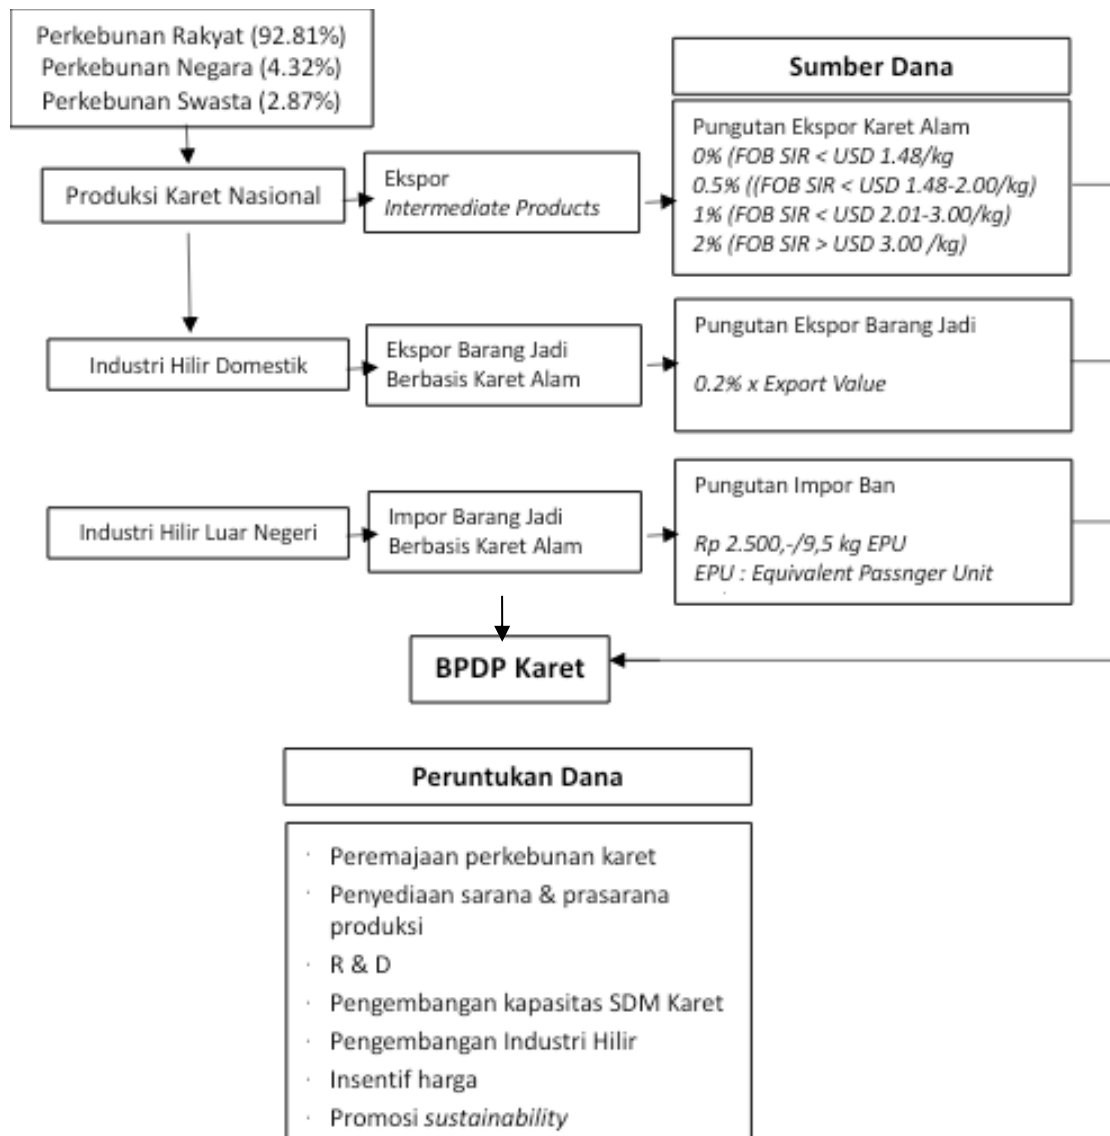 Perkebunan Rakyat (92.81%)
Perkebunan Negara (4.32%)
Perkebunan Swasta (2.87%)
Sumber Dana
Produksi Karet Nasional
Ekspor
Intermediate Products
Pungutan Ekspor Karet Alam
0% (FOB SIR < USD 1.48/kg
0.5% ((FOB SIR < USD 1.48-2.00/kg)
1% (FOB SIR < USD 2.01-3.00/kg)
2% (FOB SIR > USD 3.00 /kg)
Industri Hilir Domestik
Ekspor Barang Jadi
Berbasis Karet Alam
Pungutan Ekspor Barang Jadi
0.2% x Export Value
Industri Hilir Luar Negeri
Impor Barang Jadi
Berbasis Karet Alam
Pungutan Impor Ban
Rp 2.500,-/9,5 kg EPU
EPU : Equivalent Passnger Unit
BPDP Karet
Peruntukan Dana
· Peremajaan perkebunan karet
· Penyediaan sarana & prasarana
produksi
· R & D
· Pengembangan kapasitas SDM Karet
· Pengembangan Industri Hilir
· Insentif harga
· Promosi sustainability